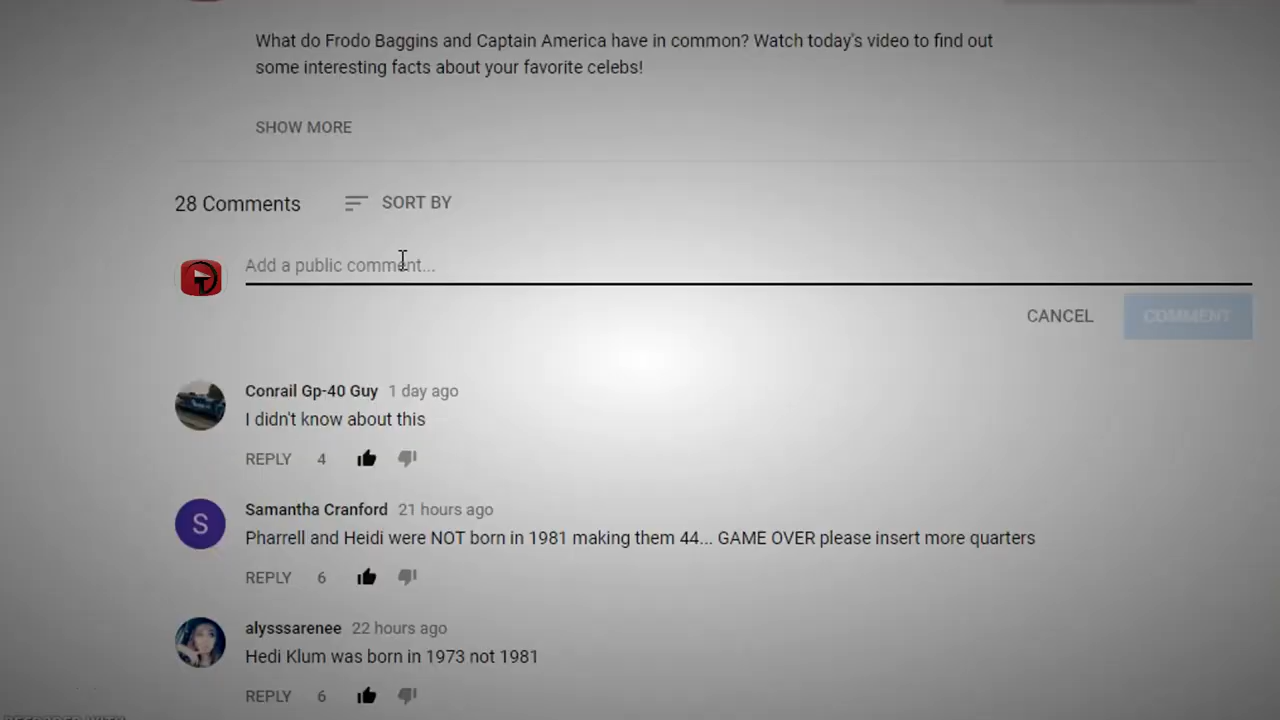 What do Frodo Baggins and Captain America have in common? Watch today's video to find out
some interesting facts about your favorite celebs!
SHOW MORE
28 Comments SORT BY
Add a public comment...
CANCEL COMMENT
Conrail Gp-40 Guy 1 day ago
I didn't know about this
REPLY 4
S
Samantha Cranford 21 hours ago
Pharrell and Heidi were NOT born in 1981 making them 44... GAME OVER please insert more quarters
REPLY 6
alysssarenee 22 hours ago
Hedi Klum was born in 1973 not 1981
REPLY 6